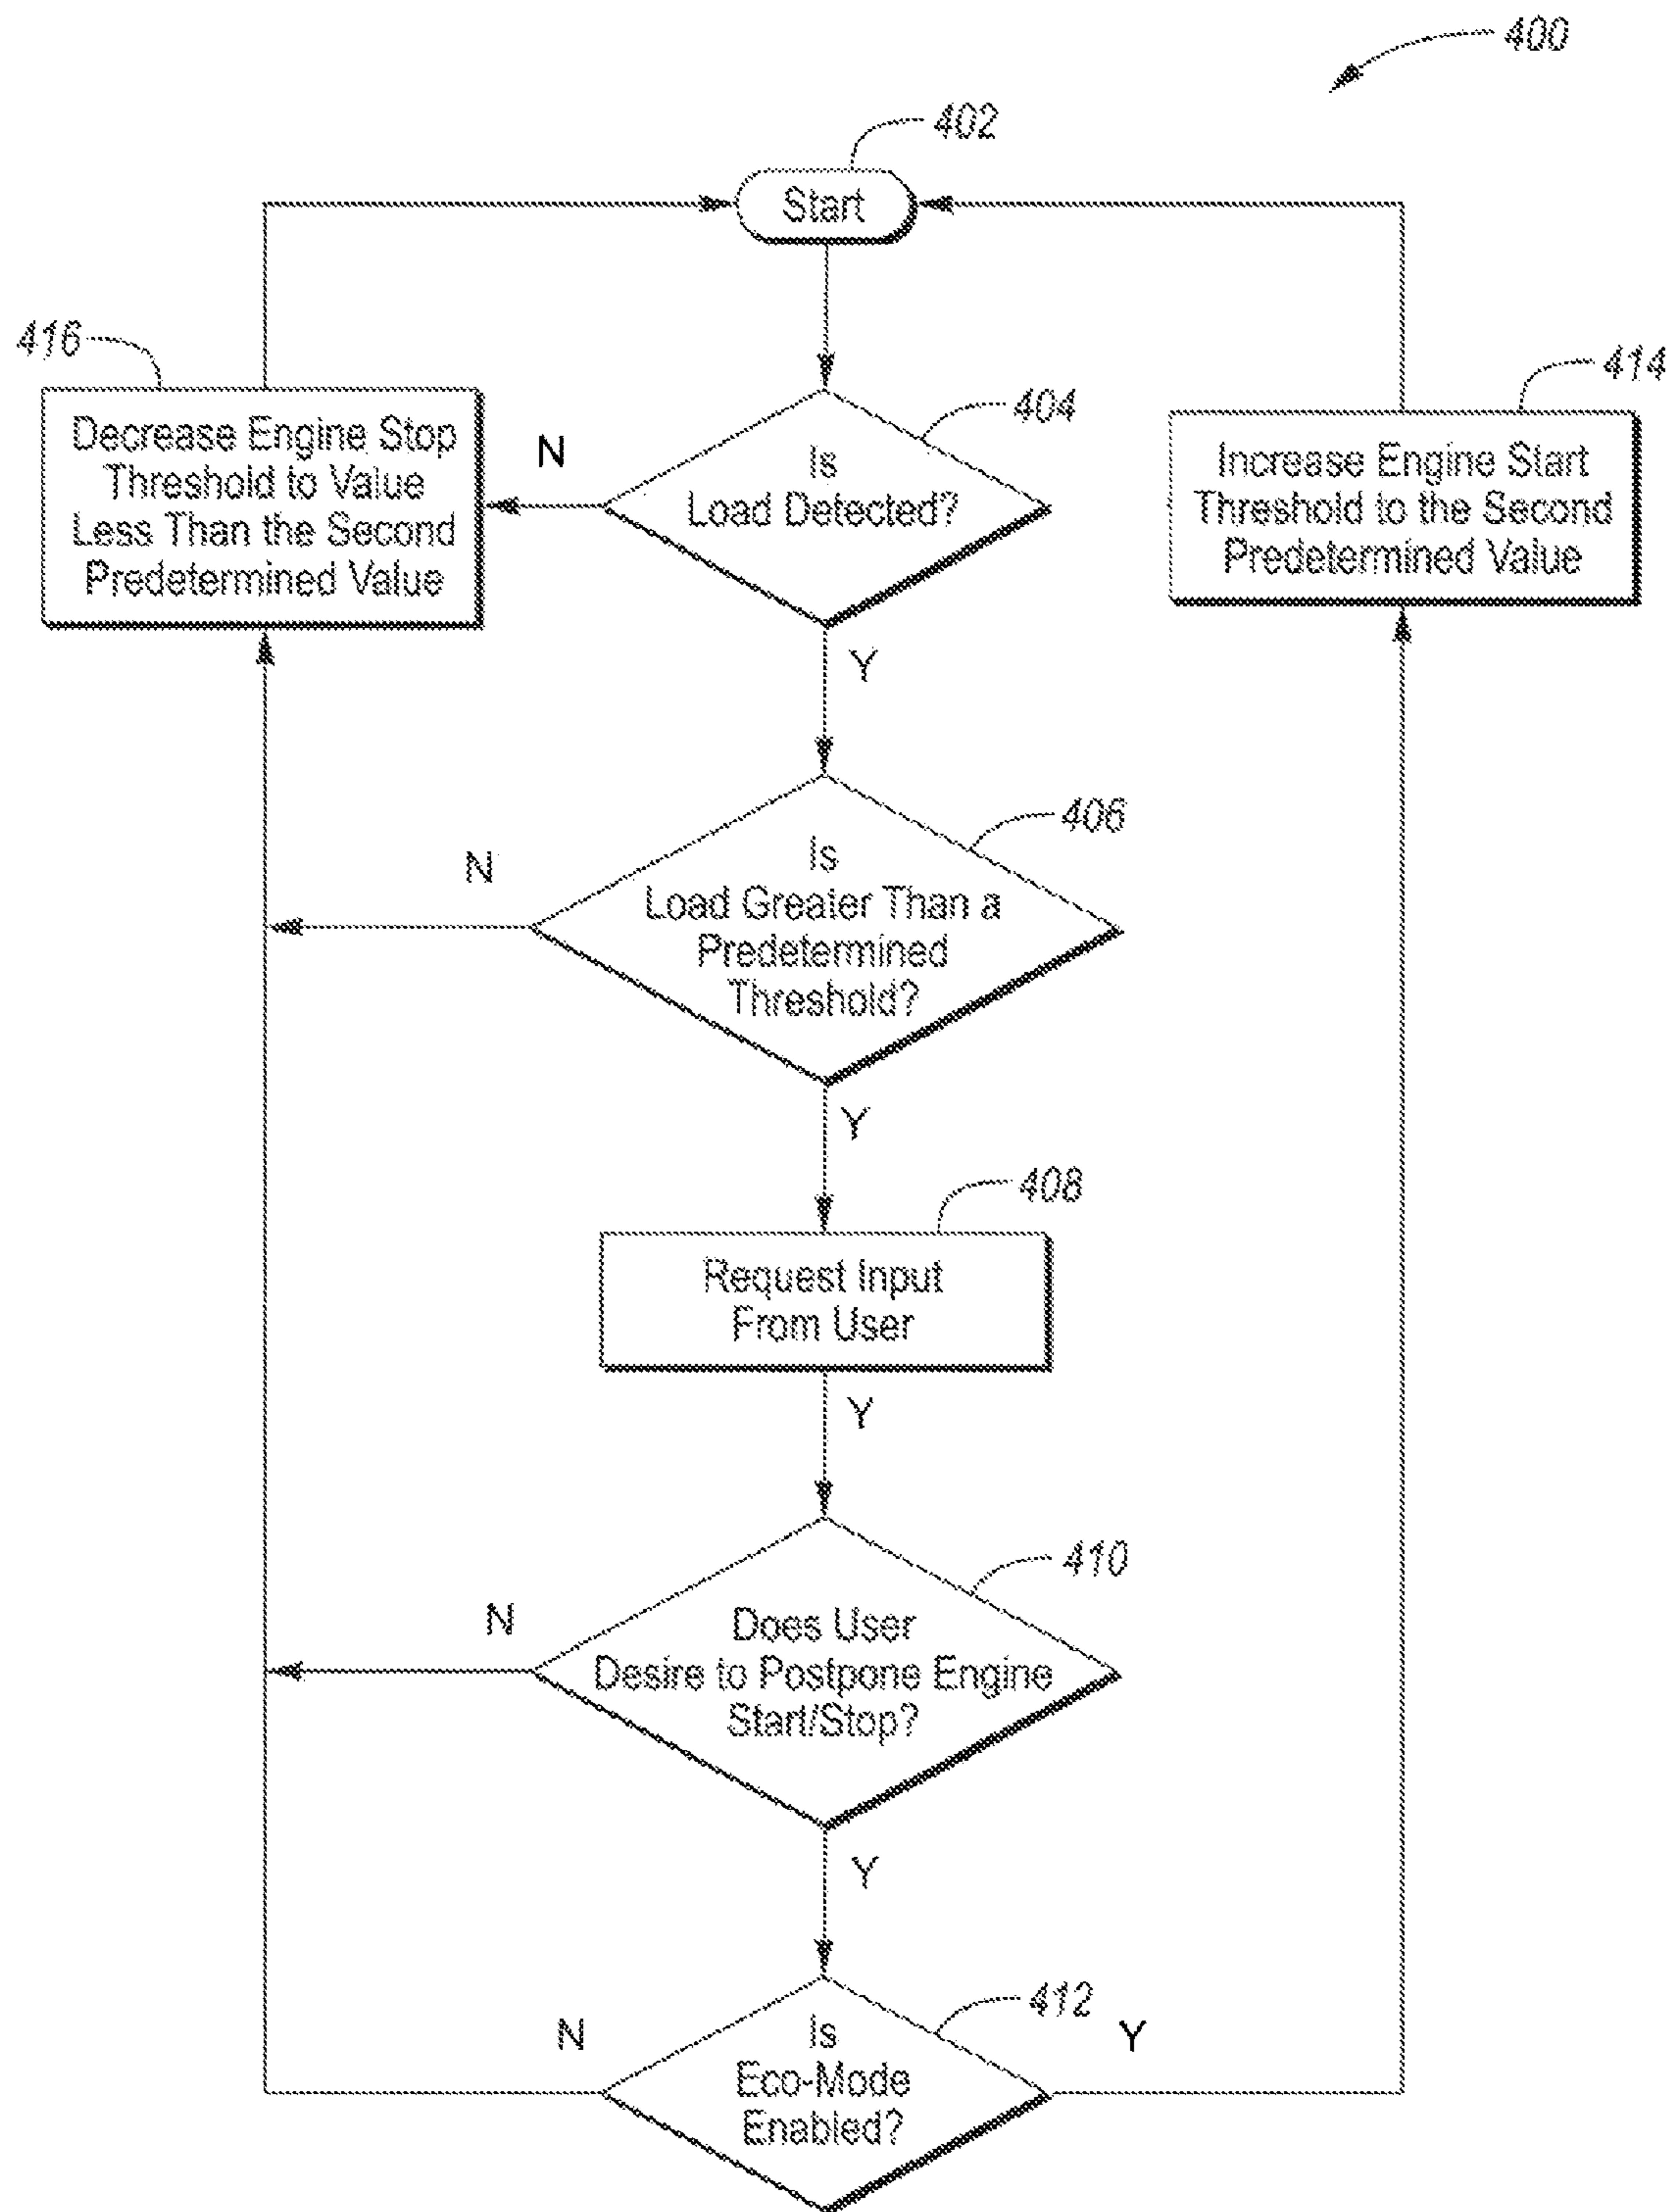 400
402
Start
416
Decrease Engine Stop
Threshold to Value
Less Than the Second
Predetermined Value
N
404
Is
Load Detected?
414
Increase Engine Start
Threshold to the Second
Predetermined Value
Y
406
N
Is
Load Greater Than a
Predetermined
Threshold?
Y
408
Request Input
From User
Y
410
N
Does User
Desire to Postpone Engine
Start/Stop?
Y
412
N
Is
Eco-Mode
Enabled?
Y